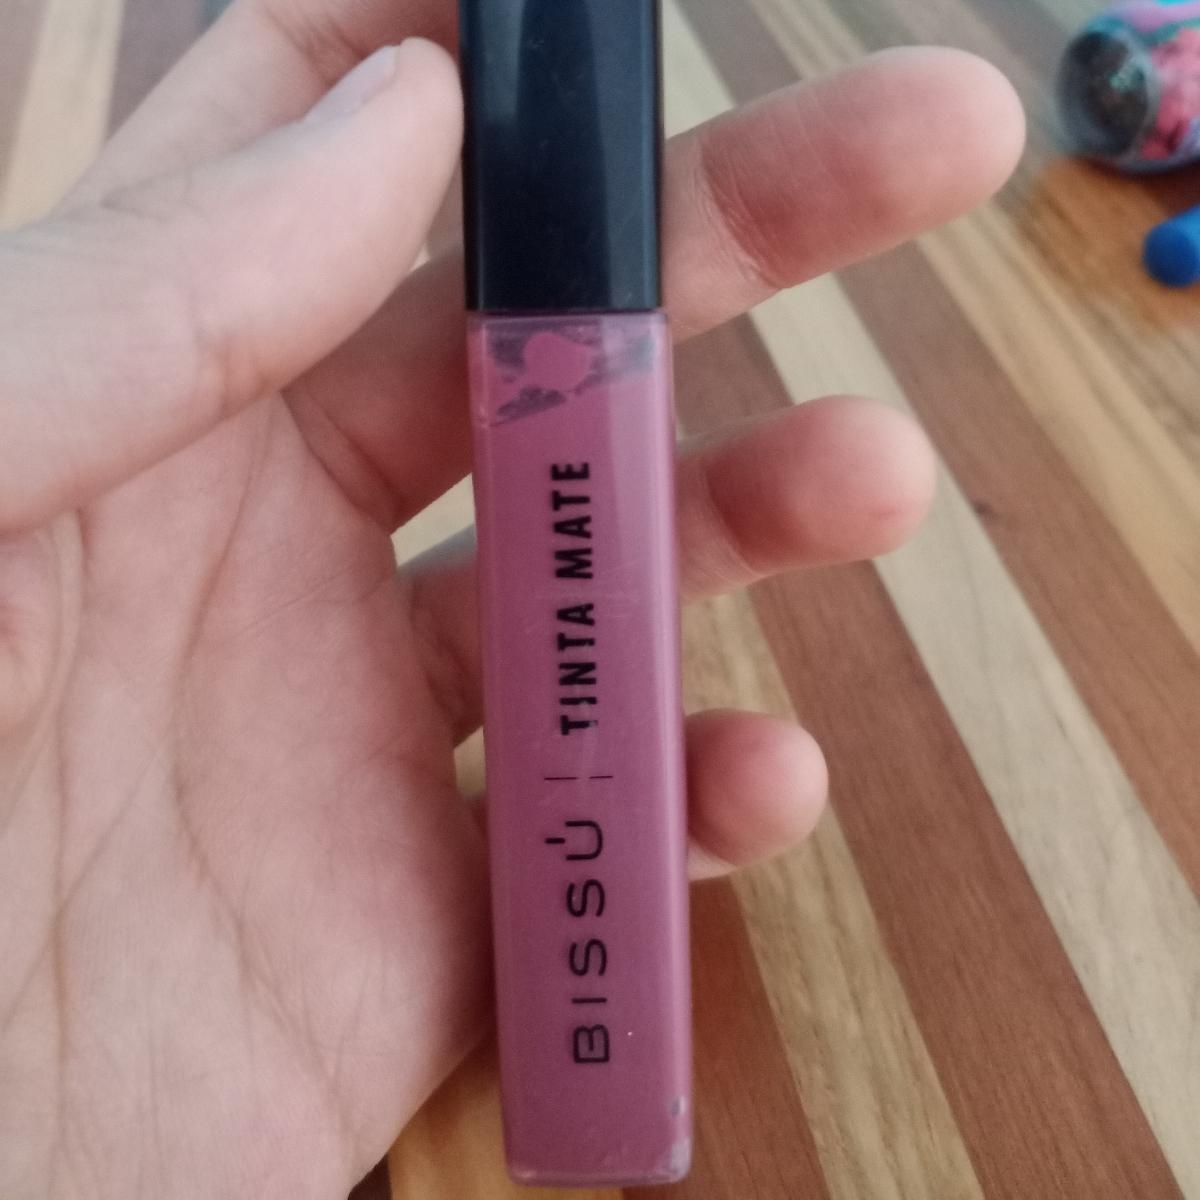 BISSÚ | TINTA MATE